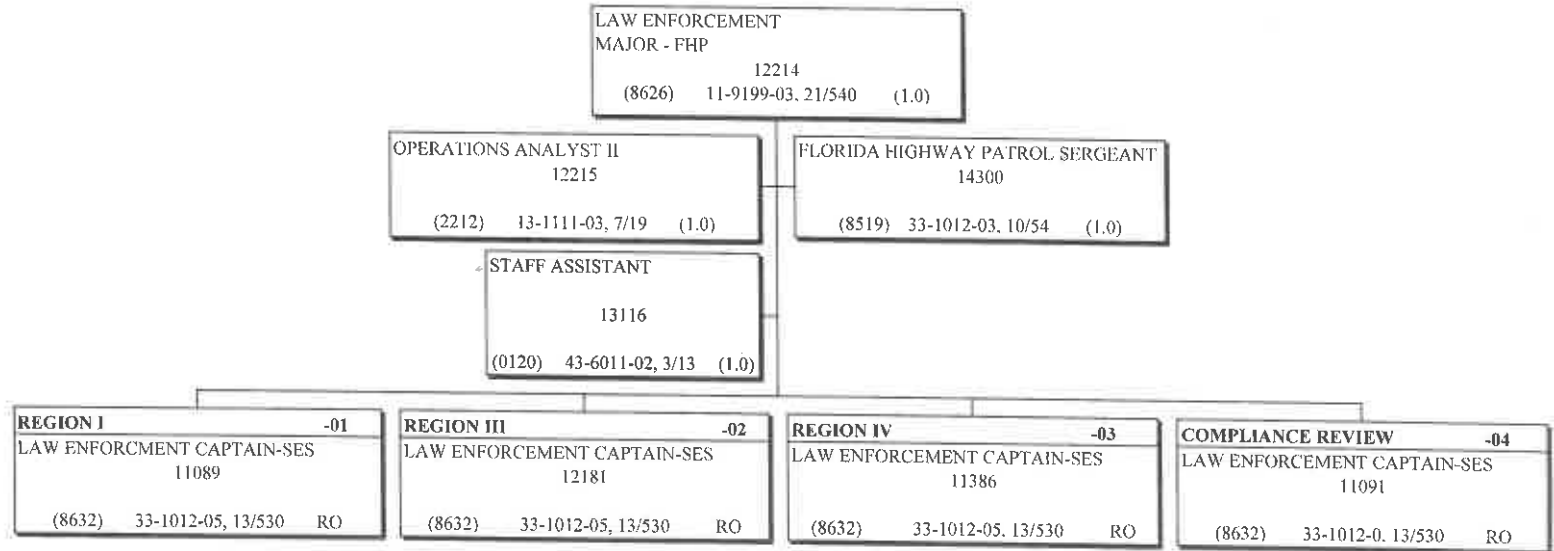 LAW ENFORCEMENT
MAJOR - FHP
12214
(8626) 11-9199-03, 21/540 (1.0)
OPERATIONS ANALYST II
12215
(2212) 13-1111-03, 7/19 (1.0)
FLORIDA HIGHWAY PATROL SERGEANT
14300
(8519) 33-1012-03, 10/54 (1.0)
STAFF ASSISTANT
13116
(0120) 43-6011-02, 3/13 (1.0)
REGION I -01
LAW ENFORCMENT CAPTAIN-SES
11089
(8632) 33-1012-05, 13/530 RO
REGION III -02
LAW ENFORCEMENT CAPTAIN-SES
12181
(8632) 33-1012-05, 13/530 RO
REGION IV -03
LAW ENFORCEMENT CAPTAIN-SES
11386
(8632) 33-1012-05, 13/530 RO
COMPLIANCE REVIEW -04
LAW ENFORCEMENT CAPTAIN-SES
11091
(8632) 33-1012-0, 13/530 RO